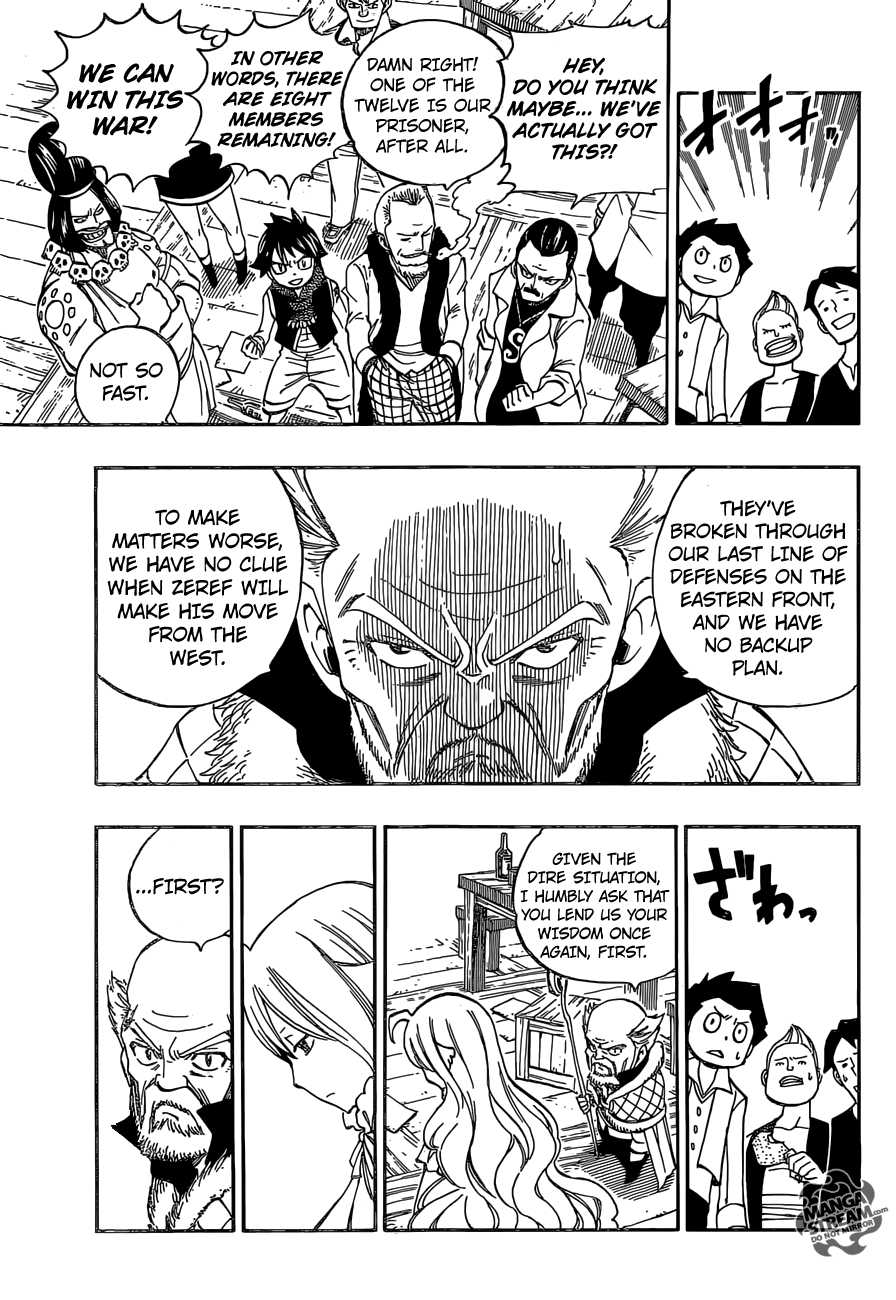 オオオッ
HEY,
DO YOU THINK
MAYBE... WE'VE
ACTUALLY GOT
THIS?!
DAMN RIGHT!
ONE OF THE
TWELVE IS OUR
PRISONER,
AFTER ALL.
IN OTHER
WORDS, THERE
ARE EIGHT
MEMBERS
REMAINING!
WE CAN
WIN THIS
WAR!
NOT SO
FAST.
S
THEY'VE
BROKEN THROUGH
OUR LAST LINE OF
DEFENSES ON THE
EASTERN FRONT,
AND WE HAVE
NO BACKUP
PLAN.
TO MAKE
MATTERS WORSE,
WE HAVE NO CLUE
WHEN ZEREF WILL
MAKE HIS MOVE
FROM THE
WEST.
ざわっ
GIVEN THE
DIRE SITUATION,
I HUMBLY ASK THAT
YOU LEND US YOUR
WISDOM ONCE
AGAIN, FIRST.
...FIRST?
MANGA
STREAM.com
DO NOT MIRROR